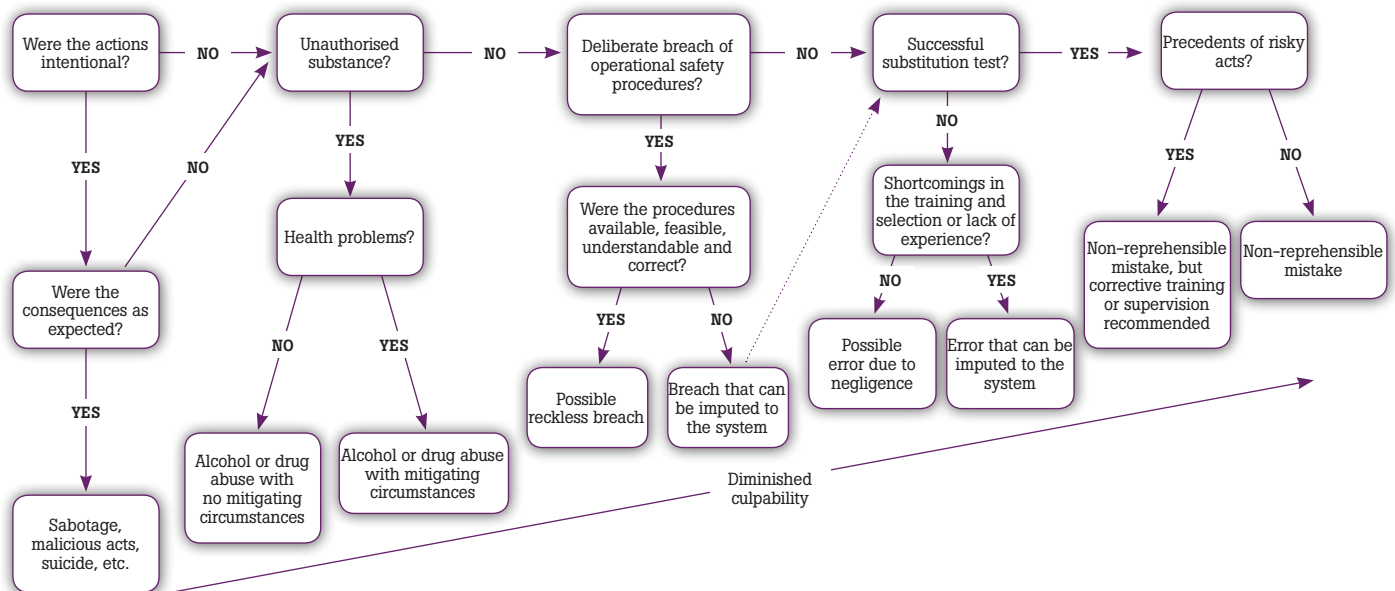 Were the actions
intentional?
NO
Unauthorised
substance?
NO
Deliberate breach of
operational safety
procedures?
NO
Successful
substitution test?
YES
Precedents of risky
acts?
YES
NO
YES
YES
NO
YES
NO
Were the
consequences as
expected?
Health problems?
Were the procedures
available, feasible,
understandable and
correct?
Shortcomings in
the training and
selection or lack of
experience?
Non-reprehensible
mistake, but
corrective training
or supervision
recommended
Non-reprehensible
mistake
YES
NO
YES
YES
NO
NO
YES
Sabotage,
malicious acts,
suicide, etc.
Alcohol or drug
abuse with
no mitigating
circumstances
Alcohol or drug abuse
with mitigating
circumstances
Possible
reckless breach
Breach that can
be imputed to
the system
Possible
error due to
negligence
Error that can be
imputed to the
system
Diminished
culpability